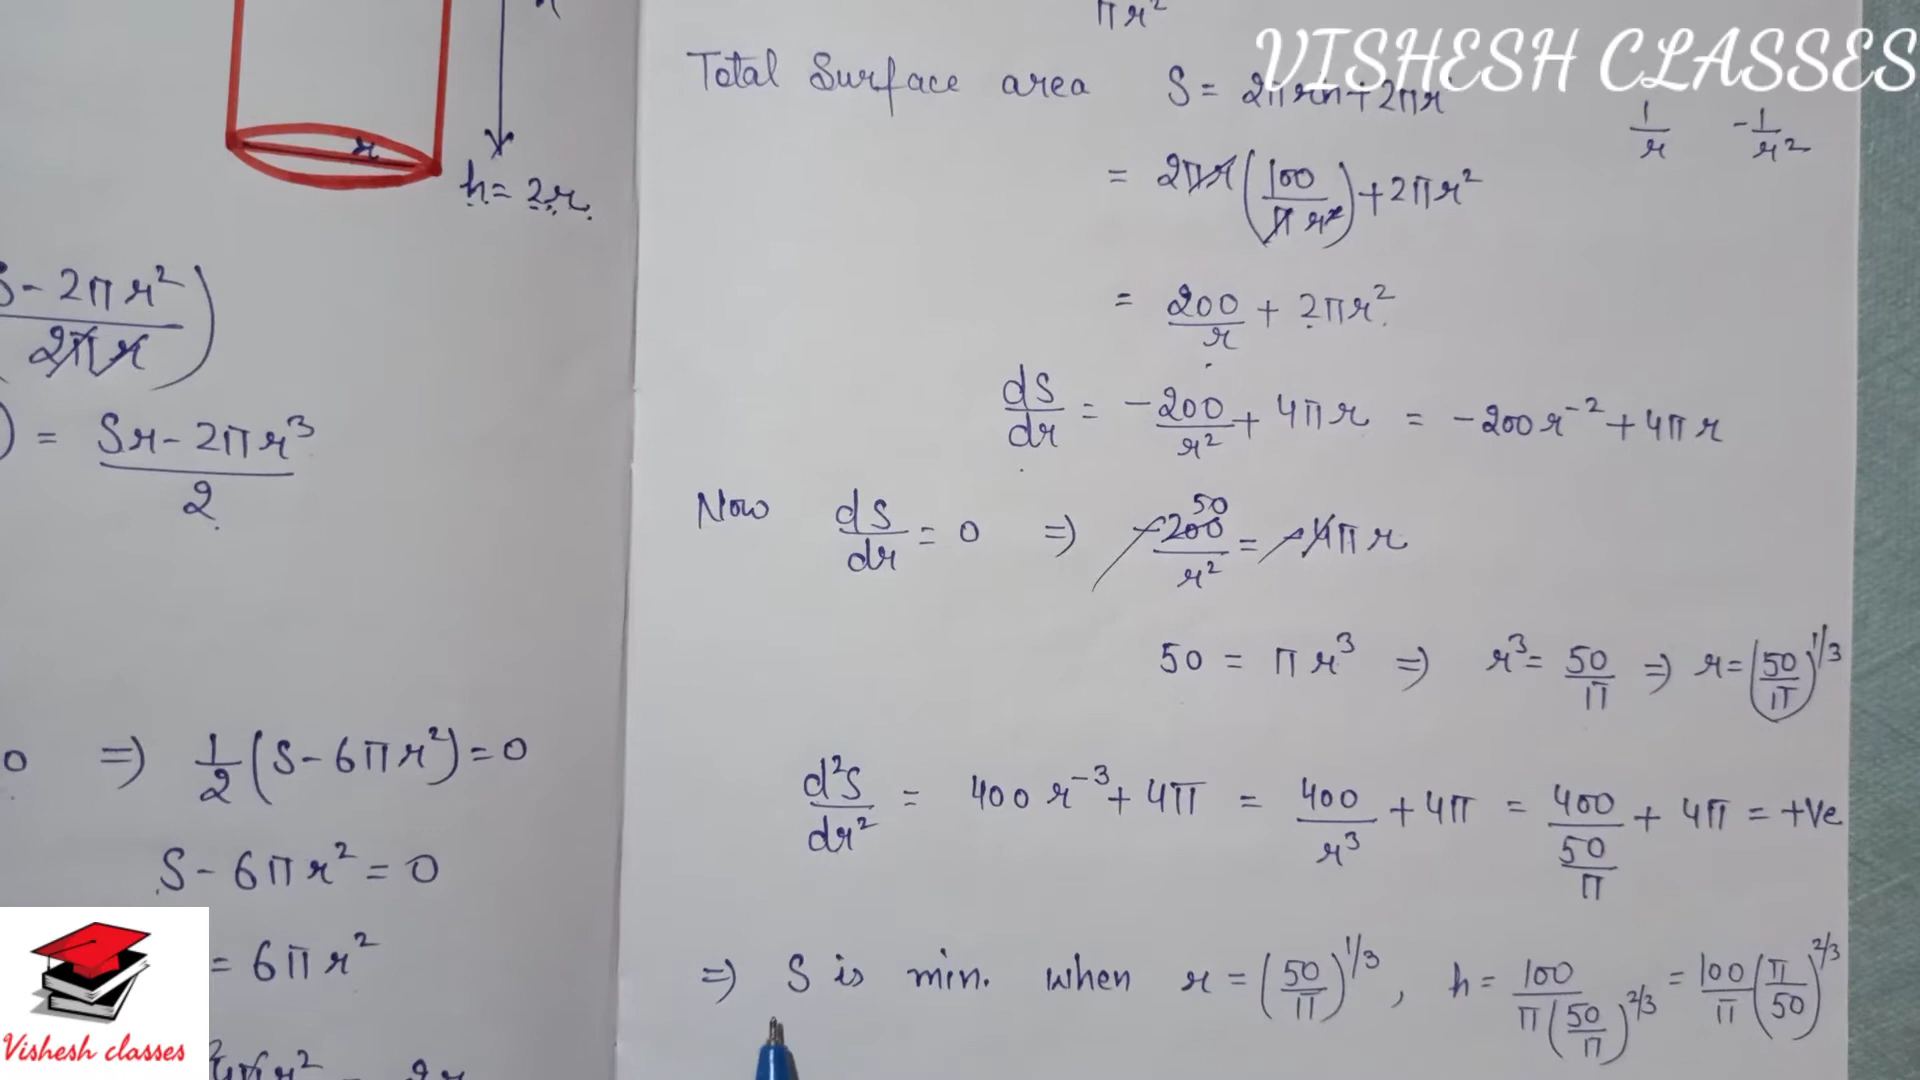 VISHESH CLASSES
r
h = 2r.
S - 2πr²
2πr
= Sr - 2πr³
2
0 ⇒ 1/2 (S - 6πr²) = 0
S - 6πr² = 0
= 6πr²
πr²
Total Surface area S = 2πrh + 2πr
1/r -1/r²
= 2πr (100/πr²) + 2πr²
= 200/r + 2πr²
dS/dr = -200/r² + 4πr = -200r⁻² + 4πr
Now dS/dr = 0 ⇒ -200/r² = -4πr
50
50 = πr³ ⇒ r³ = 50/π ⇒ r = (50/π)^1/3
d²S/dr² = 400r⁻³ + 4π = 400/r³ + 4π = 400/(50/π) + 4π = +ve
⇒ S is min. when r = (50/π)^1/3, h = 100/(π(50/π)^2/3) = 100/π (π/50)^2/3
Vishesh classes